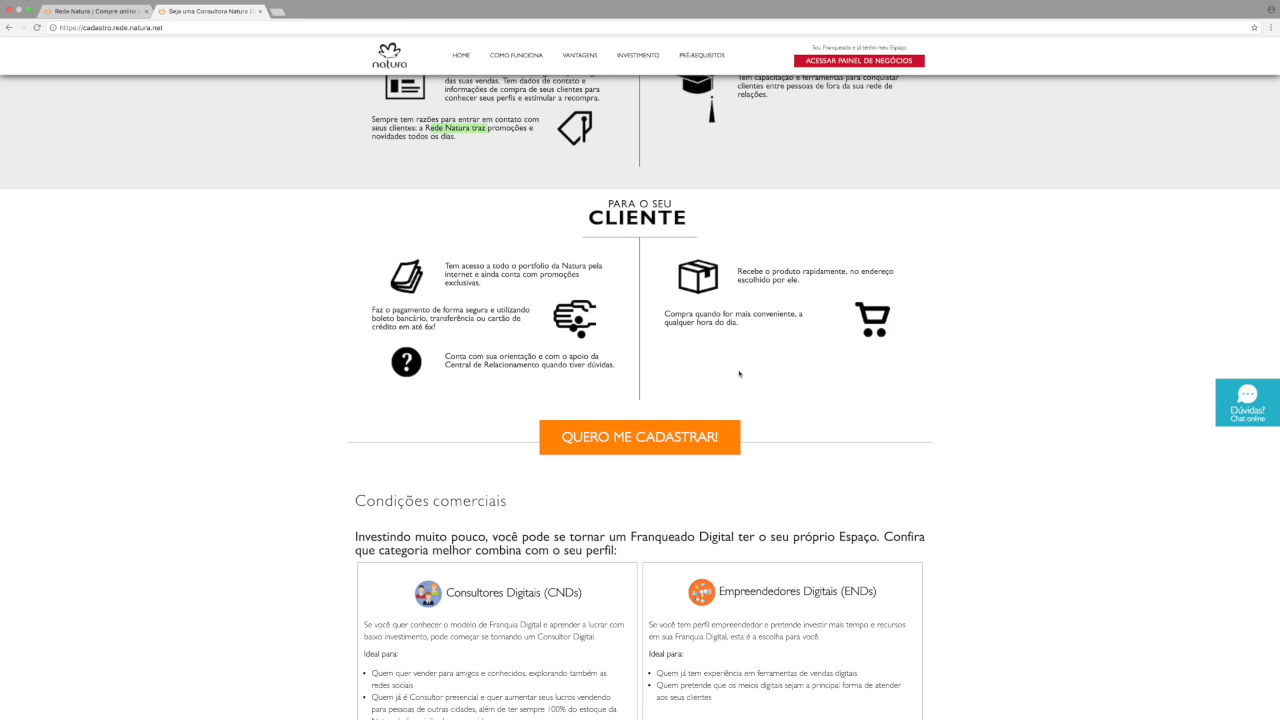 Rede Natura | Compre online
Seja uma Consultora Natura D
https://cadastro.rede.natura.net
natura
HOME
COMO FUNCIONA
VANTAGENS
INVESTIMENTO
PRÉ-REQUISITOS
Sou Franqueado e já tenho meu Espaço
ACESSAR PAINEL DE NEGÓCIOS
das suas vendas. Tem dados de contato e
informações de compra de seus clientes para
conhecer seus perfis e estimular a recompra.
Tem capacitação e ferramentas para conquistar
clientes entre pessoas de fora da sua rede de
relações.
Sempre tem razões para entrar em contato com
seus clientes: a Rede Natura traz promoções e
novidades todos os dias.
PARA O SEU
CLIENTE
Tem acesso a todo o portfolio da Natura pela
internet e ainda conta com promoções
exclusivas.
Recebe o produto rapidamente, no endereço
escolhido por ele.
Faz o pagamento de forma segura e utilizando
boleto bancário, transferência ou cartão de
crédito em até 6x!
Compra quando for mais conveniente, a
qualquer hora do dia.
Conta com sua orientação e com o apoio da
Central de Relacionamento quando tiver dúvidas.
Dúvidas?
Chat online
QUERO ME CADASTRAR!
Condições comerciais
Investindo muito pouco, você pode se tornar um Franqueado Digital ter o seu próprio Espaço. Confira
que categoria melhor combina com o seu perfil:
Consultores Digitais (CNDs)
Se você quer conhecer o modelo de Franquia Digital e aprender a lucrar com
baixo investimento, pode começar se tornando um Consultor Digital.
Ideal para:
• Quem quer vender para amigos e conhecidos, explorando também as
redes sociais
• Quem já é Consultor presencial e quer aumentar seus lucros vendendo
para pessoas de outras cidades, além de ter sempre 100% do estoque da
Empreendedores Digitais (ENDs)
Se você tem perfil empreendedor e pretende investir mais tempo e recursos
em sua Franquia Digital, esta é a escolha para você.
Ideal para:
• Quem já tem experiência em ferramentas de vendas digitais
• Quem pretende que os meios digitais sejam a principal forma de atender
aos seus clientes